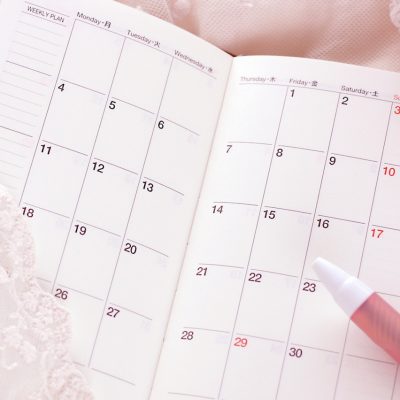 WEEKLY PLAN Monday・月 Tuesday・火 Wednesday・水 Thursday・木 Friday・金 Saturday・土
1 2 3
4 5 6 7 8 9 10
11 12 13 14 15 16 17
18 19 20 21 22 23
26 27 28 29 30